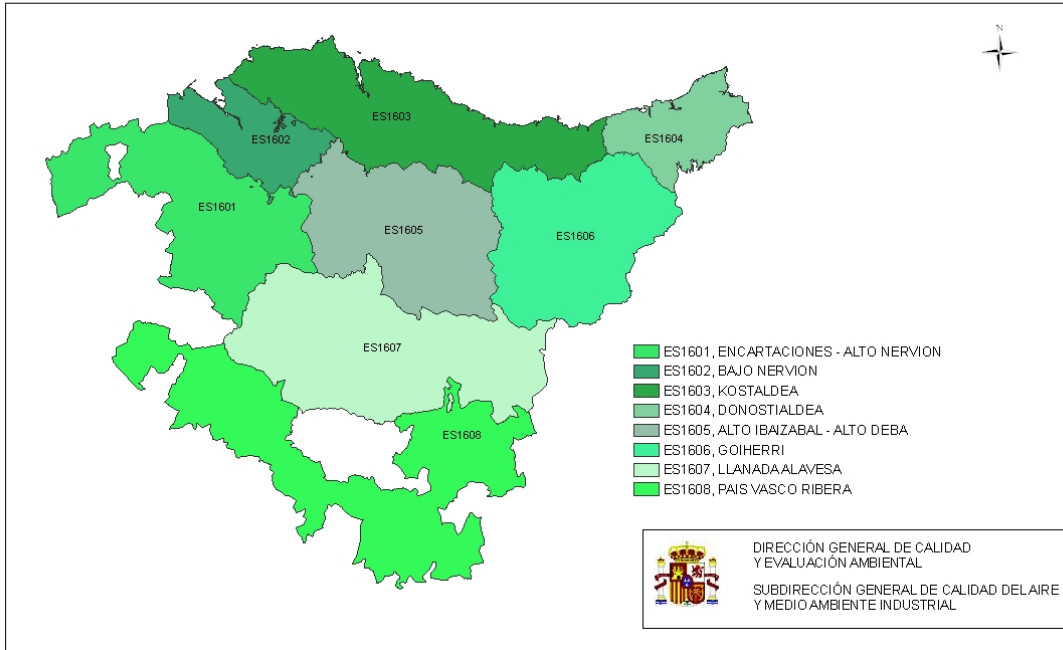 N
ES1603
ES1602
ES1604
ES1601
ES1605
ES1606
ES1607
ES1608
ES1601, ENCARTACIONES - ALTO NERVION
ES1602, BAJO NERVION
ES1603, KOSTALDEA
ES1604, DONOSTIALDEA
ES1605, ALTO IBAIZABAL - ALTO DEBA
ES1606, GOIHERRI
ES1607, LLANADA ALAVESA
ES1608, PAIS VASCO RIBERA
DIRECCIÓN GENERAL DE CALIDAD
Y EVALUACIÓN AMBIENTAL
SUBDIRECCIÓN GENERAL DE CALIDAD DEL AIRE
Y MEDIO AMBIENTE INDUSTRIAL